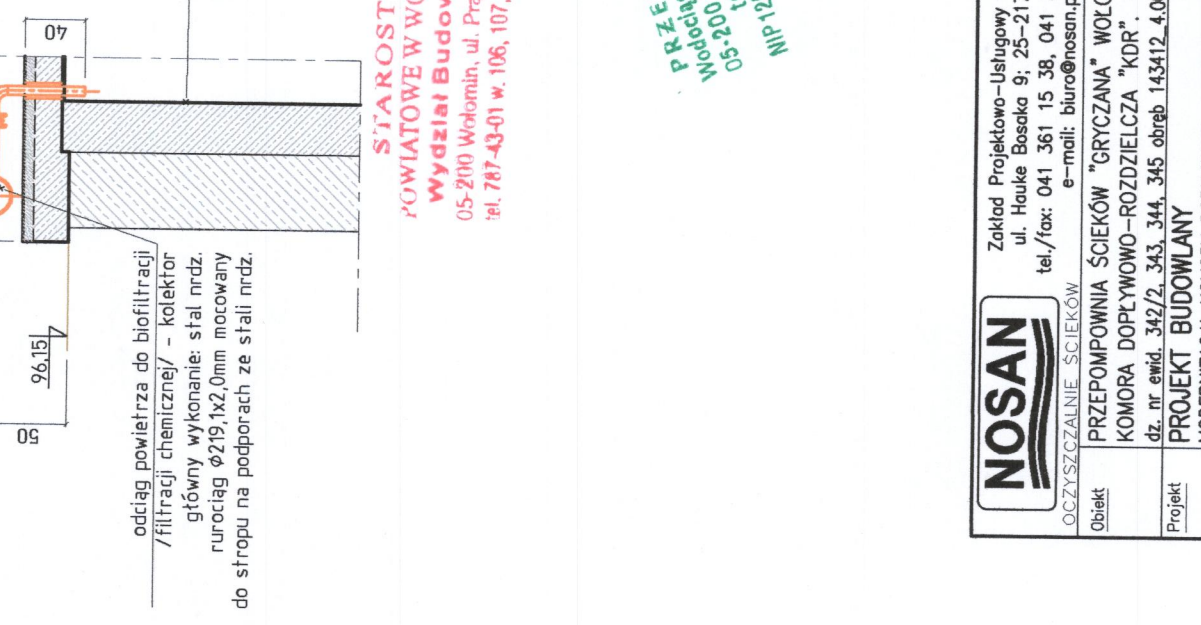 40
96,15
50
odciąg powietrza do biofiltracji
/filtracji chemicznej/ - kolektor
główny wykonanie: stal nrdz.
rurociąg Φ219,1x2,0mm mocowany
do stropu na podporach ze stali nrdz.
STAROST
POWIATOWE W WO
Wydział Budow
05-200 Wołomin, ul. Pra
tel. 787-43-01 w. 106, 107,
PRZE
Wodociąg
05-200
NIP 12
NOSAN
OCZYSZCZALNIE ŚCIEKÓW
Zakład Projektowo-Usługowy
ul. Hauke Bosaka 9; 25-217
tel./fax: 041 361 15 38, 041
e-mail: biuro@nosan.p
Obiekt
PRZEPOMPOWNIA ŚCIEKÓW "GRYCZANA" WOŁO
KOMORA DOPŁYWOWO-ROZDZIELCZA "KDR".
dz. nr ewid. 342/2, 343, 344, 345 obręb 143412_4.0
Projekt
PROJEKT BUDOWLANY